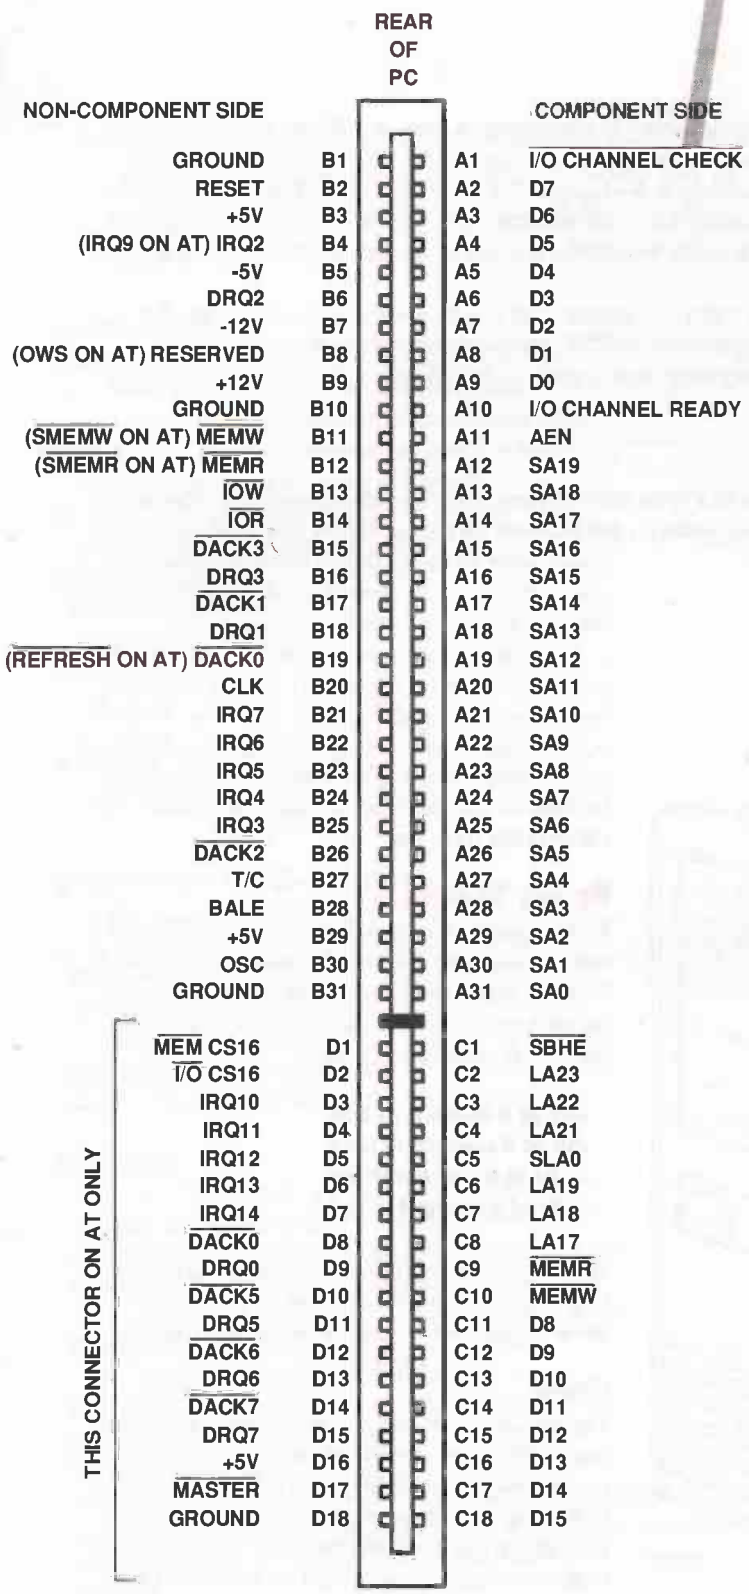 REAR
OF
PC
NON-COMPONENT SIDE COMPONENT SIDE
GROUND B1 A1 I/O CHANNEL CHECK
RESET B2 A2 D7
+5V B3 A3 D6
(IRQ9 ON AT) IRQ2 B4 A4 D5
-5V B5 A5 D4
DRQ2 B6 A6 D3
-12V B7 A7 D2
(OWS ON AT) RESERVED B8 A8 D1
+12V B9 A9 D0
GROUND B10 A10 I/O CHANNEL READY
(SMEMW ON AT) MEMW B11 A11 AEN
(SMEMR ON AT) MEMR B12 A12 SA19
IOW B13 A13 SA18
IOR B14 A14 SA17
DACK3 B15 A15 SA16
DRQ3 B16 A16 SA15
DACK1 B17 A17 SA14
DRQ1 B18 A18 SA13
(REFRESH ON AT) DACK0 B19 A19 SA12
CLK B20 A20 SA11
IRQ7 B21 A21 SA10
IRQ6 B22 A22 SA9
IRQ5 B23 A23 SA8
IRQ4 B24 A24 SA7
IRQ3 B25 A25 SA6
DACK2 B26 A26 SA5
T/C B27 A27 SA4
BALE B28 A28 SA3
+5V B29 A29 SA2
OSC B30 A30 SA1
GROUND B31 A31 SA0
THIS CONNECTOR ON AT ONLY
MEM CS16 D1 C1 SBHE
I/O CS16 D2 C2 LA23
IRQ10 D3 C3 LA22
IRQ11 D4 C4 LA21
IRQ12 D5 C5 SLA0
IRQ13 D6 C6 LA19
IRQ14 D7 C7 LA18
DACK0 D8 C8 LA17
DRQ0 D9 C9 MEMR
DACK5 D10 C10 MEMW
DRQ5 D11 C11 D8
DACK6 D12 C12 D9
DRQ6 D13 C13 D10
DACK7 D14 C14 D11
DRQ7 D15 C15 D12
+5V D16 C16 D13
MASTER D17 C17 D14
GROUND D18 C18 D15